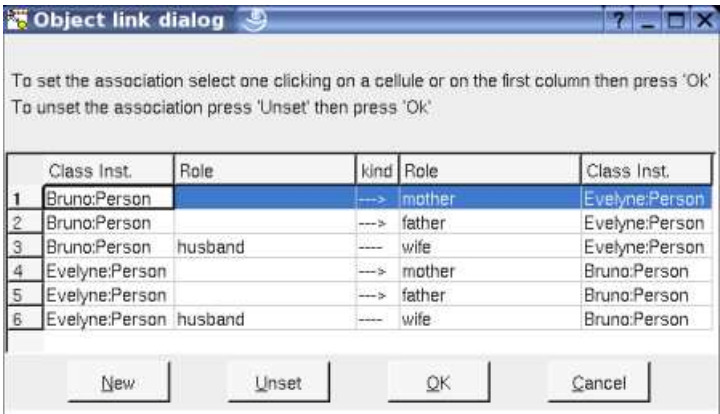 Object link dialog ? _ X
To set the association select one clicking on a cellule or on the first column then press 'Ok'
To unset the association press 'Unset' then press 'Ok'
Class Inst. Role kind Role Class Inst.
1 Bruno:Person ---> mother Evelyne:Person
2 Bruno:Person ---> father Evelyne:Person
3 Bruno:Person husband ---- wife Evelyne:Person
4 Evelyne:Person ---> mother Bruno:Person
5 Evelyne:Person ---> father Bruno:Person
6 Evelyne:Person husband ---- wife Bruno:Person
New Unset OK Cancel